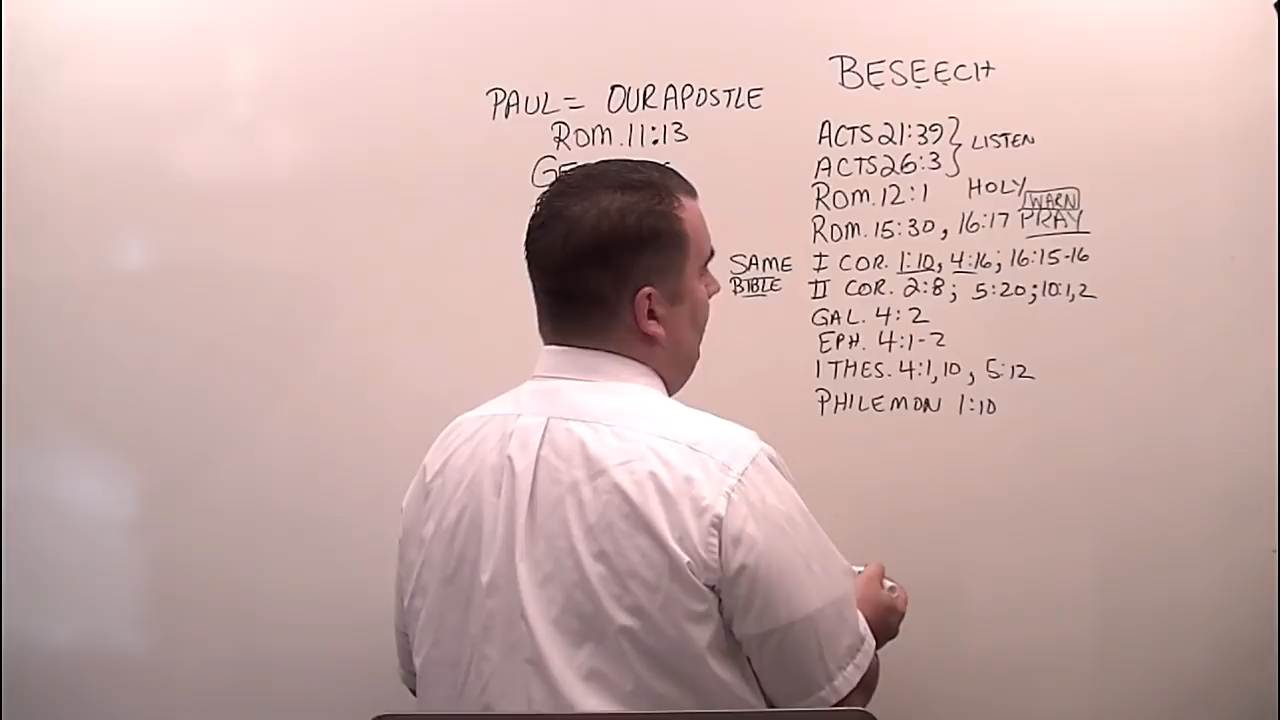 PAUL = OUR APOSTLE
ROM. 11:13
BESEECH
ACTS 21:39 } LISTEN
ACTS 26:3
ROM. 12:1 HOLY
WARN
ROM. 15:30, 16:17 PRAY
SAME
BIBLE
I COR. 1:10, 4:16; 16:15-16
II COR. 2:8; 5:20; 10:1,2
GAL. 4:2
EPH. 4:1-2
1 THES. 4:1,10, 5:12
PHILEMON 1:10